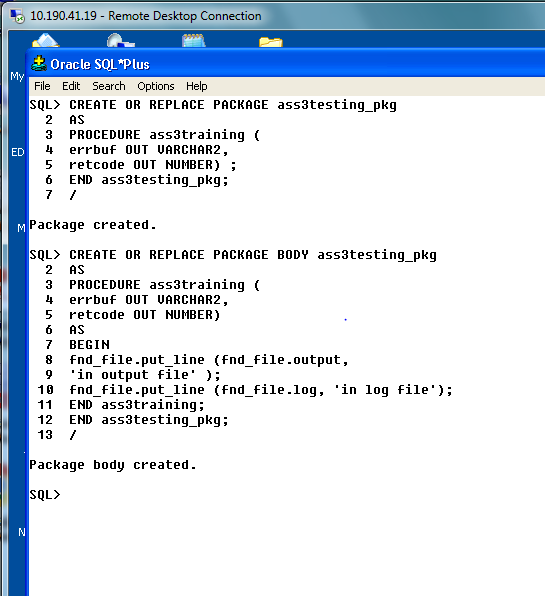 10.190.41.19 - Remote Desktop Connection
My
ED
M
N
Oracle SQL*Plus
File Edit Search Options Help
SQL> CREATE OR REPLACE PACKAGE ass3testing_pkg
2 AS
3 PROCEDURE ass3training (
4 errbuf OUT VARCHAR2,
5 retcode OUT NUMBER) ;
6 END ass3testing_pkg;
7 /
Package created.
SQL> CREATE OR REPLACE PACKAGE BODY ass3testing_pkg
2 AS
3 PROCEDURE ass3training (
4 errbuf OUT VARCHAR2,
5 retcode OUT NUMBER)
6 AS
7 BEGIN
8 fnd_file.put_line (fnd_file.output,
9 'in output file' );
10 fnd_file.put_line (fnd_file.log, 'in log file');
11 END ass3training;
12 END ass3testing_pkg;
13 /
Package body created.
SQL>